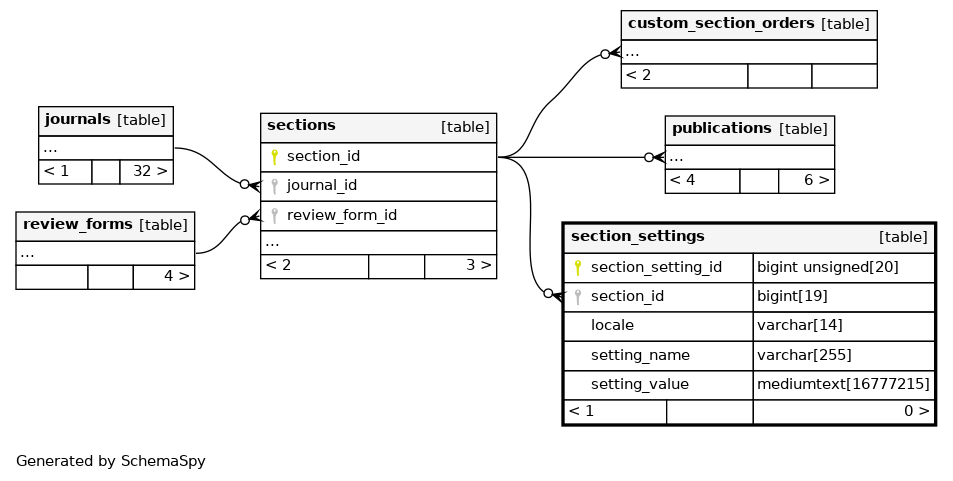 custom_section_orders [table]
...
< 2
journals [table]
...
< 1 32 >
sections [table]
section_id
journal_id
review_form_id
...
< 2 3 >
publications [table]
...
< 4 6 >
review_forms [table]
...
4 >
section_settings [table]
section_setting_id bigint unsigned[20]
section_id bigint[19]
locale varchar[14]
setting_name varchar[255]
setting_value mediumtext[16777215]
< 1 0 >
Generated by SchemaSpy